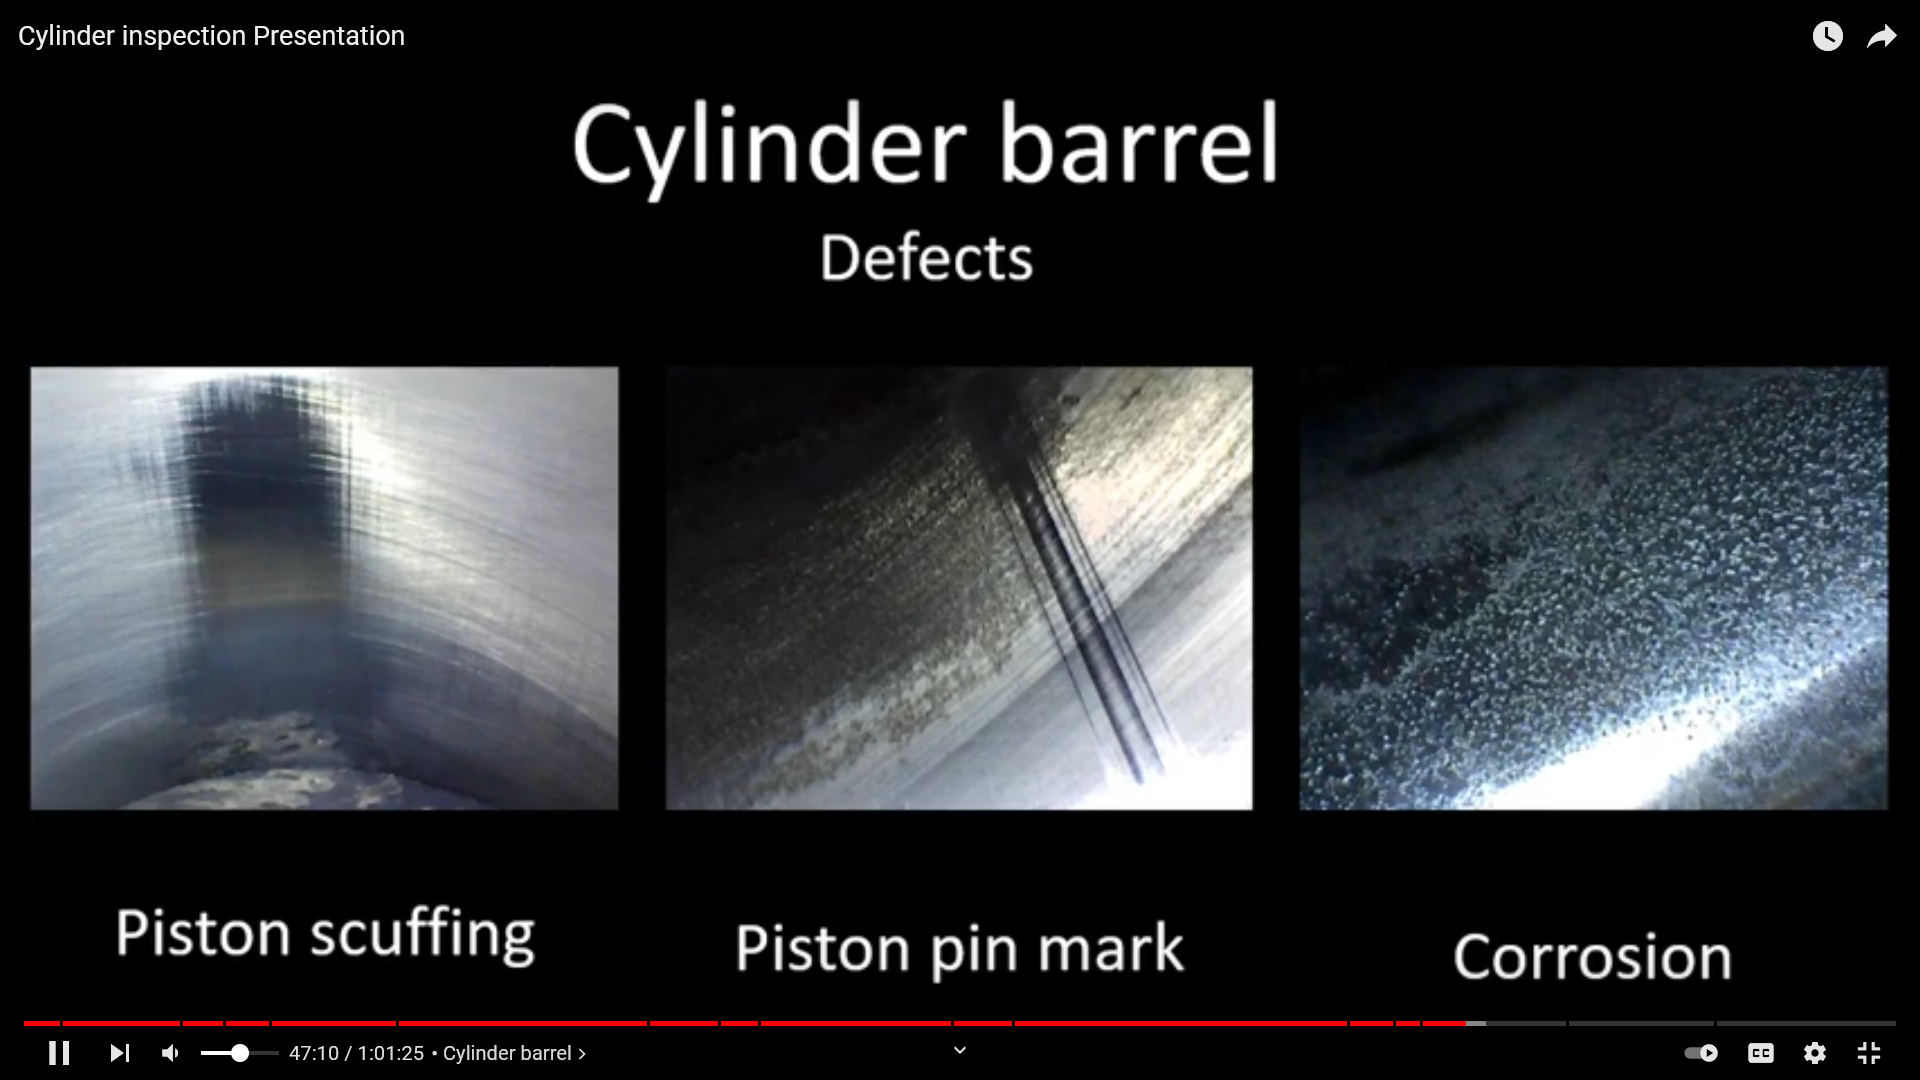 Cylinder inspection Presentation
Cylinder barrel
Defects
Piston scuffing
Piston pin mark
Corrosion
47:10 / 1:01:25 • Cylinder barrel ›
CC